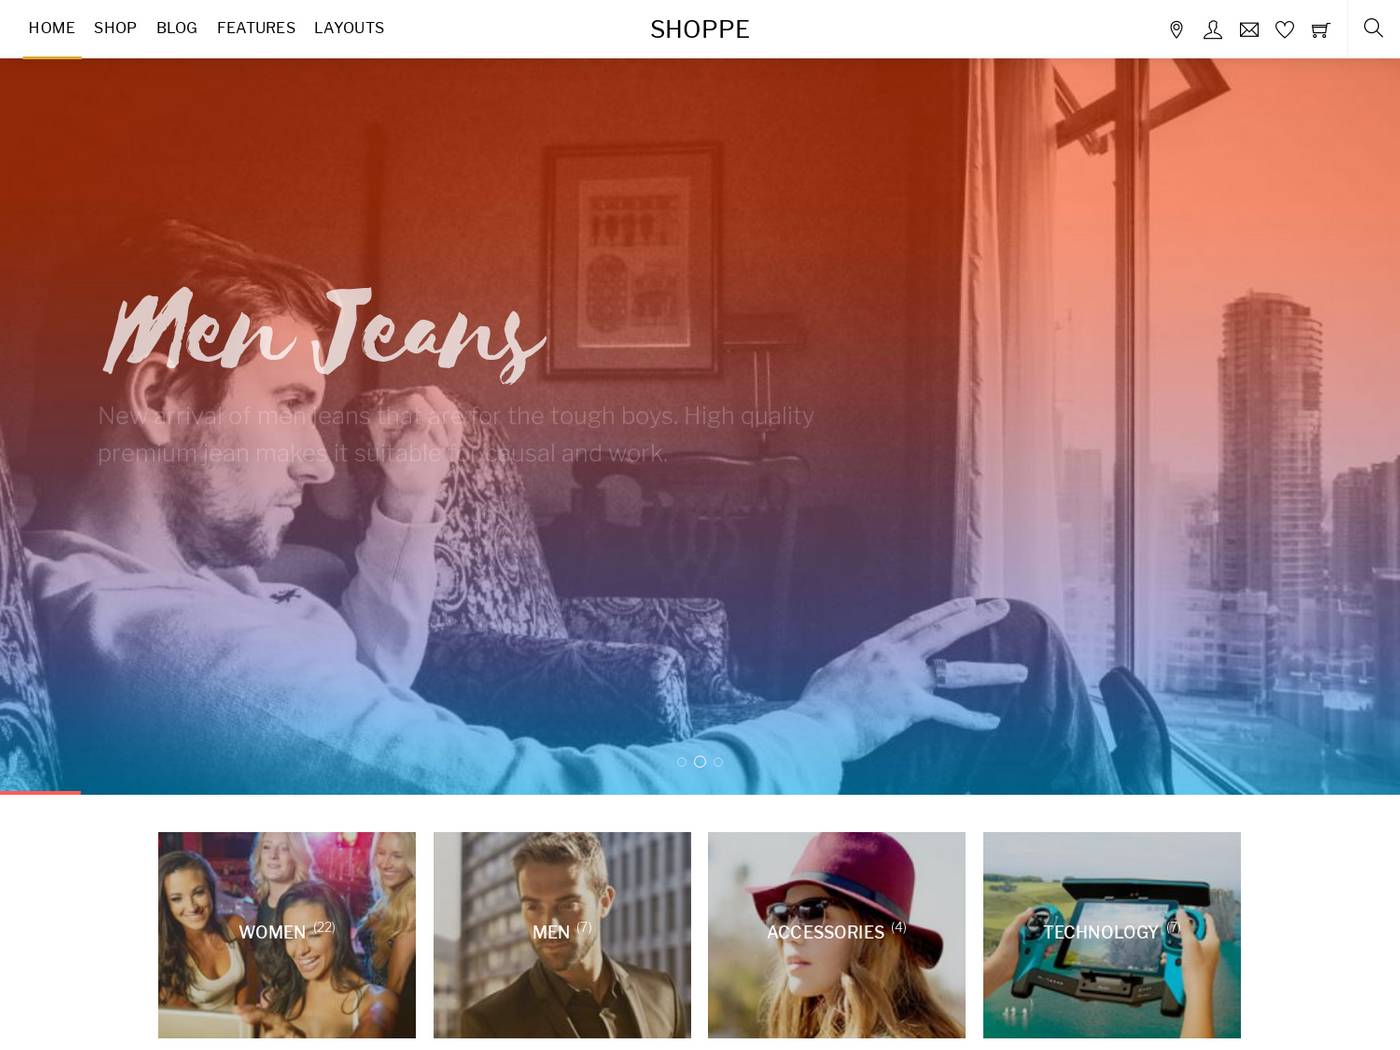 HOME SHOP BLOG FEATURES LAYOUTS SHOPPE
Men Jeans
New arrival of men jeans that are for the tough boys. High quality
premium jean makes it suitable for causal and work.
WOMEN (22) MEN (7) ACCESSORIES (4) TECHNOLOGY (7)